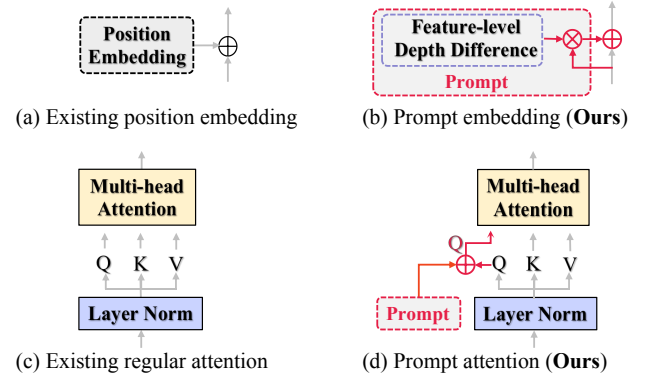 Position
Embedding
(a) Existing position embedding
Feature-level
Depth Difference
Prompt
(b) Prompt embedding (Ours)
Multi-head
Attention
Q K V
Layer Norm
(c) Existing regular attention
Multi-head
Attention
Q
Q K V
Prompt
Layer Norm
(d) Prompt attention (Ours)